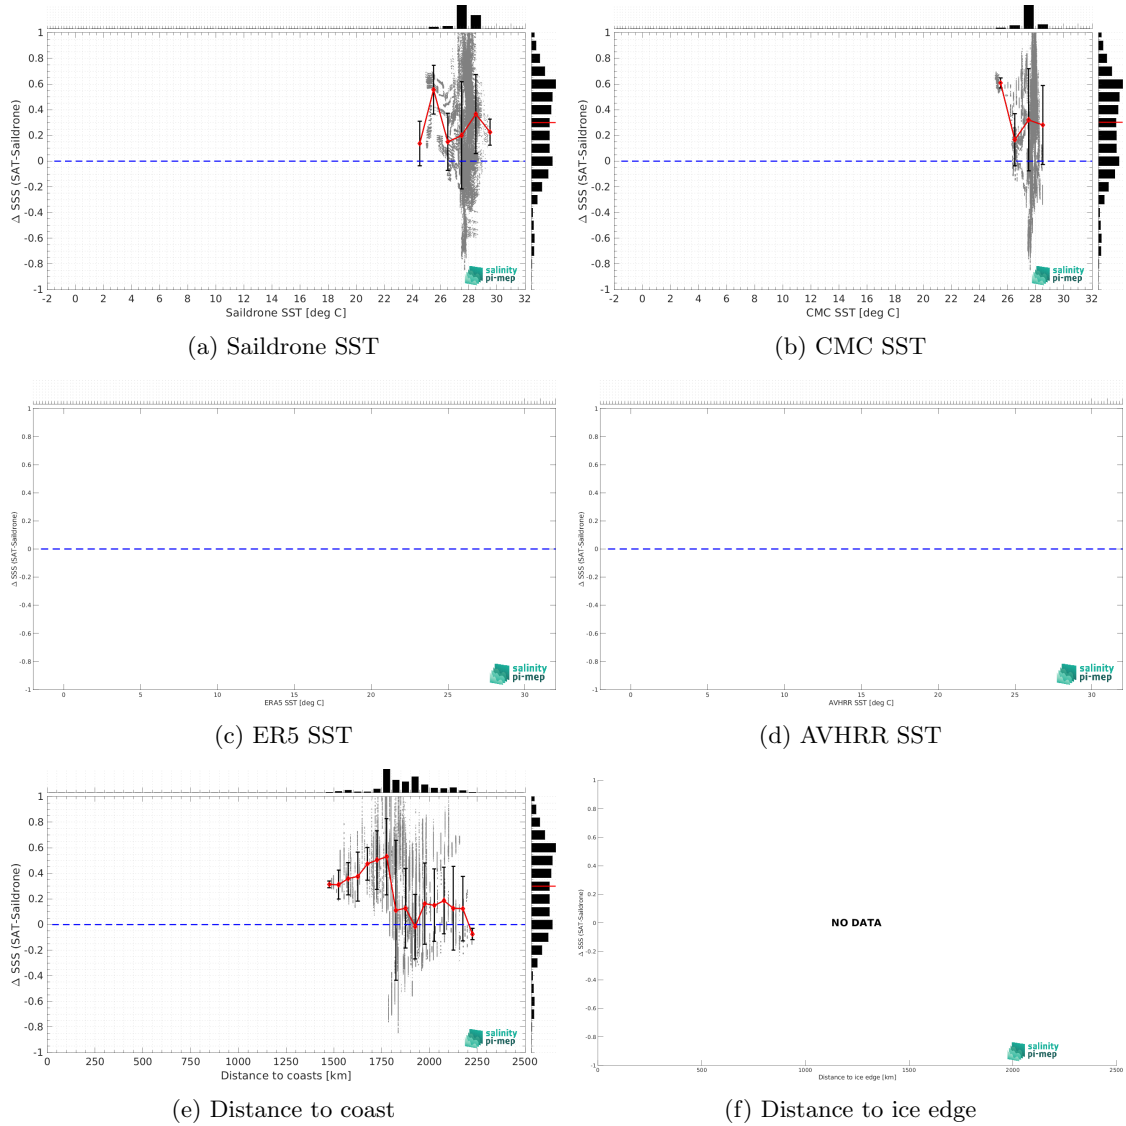 1
0.8
0.6
0.4
0.2
0
-0.2
-0.4
-0.6
-0.8
-1
Δ SSS (SAT-Saildrone)
-2 0 2 4 6 8 10 12 14 16 18 20 22 24 26 28 30 32
Saildrone SST [deg C]
salinity
pi-mep
(a) Saildrone SST
1
0.8
0.6
0.4
0.2
0
-0.2
-0.4
-0.6
-0.8
-1
Δ SSS (SAT-Saildrone)
-2 0 2 4 6 8 10 12 14 16 18 20 22 24 26 28 30 32
CMC SST [deg C]
salinity
pi-mep
(b) CMC SST
1
0.8
0.6
0.4
0.2
0
-0.2
-0.4
-0.6
-0.8
-1
Δ SSS (SAT-Saildrone)
0 5 10 15 20 25 30
ERA5 SST [deg C]
salinity
pi-mep
(c) ER5 SST
1
0.8
0.6
0.4
0.2
0
-0.2
-0.4
-0.6
-0.8
-1
Δ SSS (SAT-Saildrone)
0 5 10 15 20 25 30
AVHRR SST [deg C]
salinity
pi-mep
(d) AVHRR SST
1
0.8
0.6
0.4
0.2
0
-0.2
-0.4
-0.6
-0.8
-1
Δ SSS (SAT-Saildrone)
0 250 500 750 1000 1250 1500 1750 2000 2250 2500
Distance to coasts [km]
salinity
pi-mep
(e) Distance to coast
1
0.8
0.6
0.4
0.2
0
-0.2
-0.4
-0.6
-0.8
-1
Δ SSS (SAT-Saildrone)
NO DATA
0 500 1000 1500 2000 2500
Distance to ice edge [km]
salinity
pi-mep
(f) Distance to ice edge